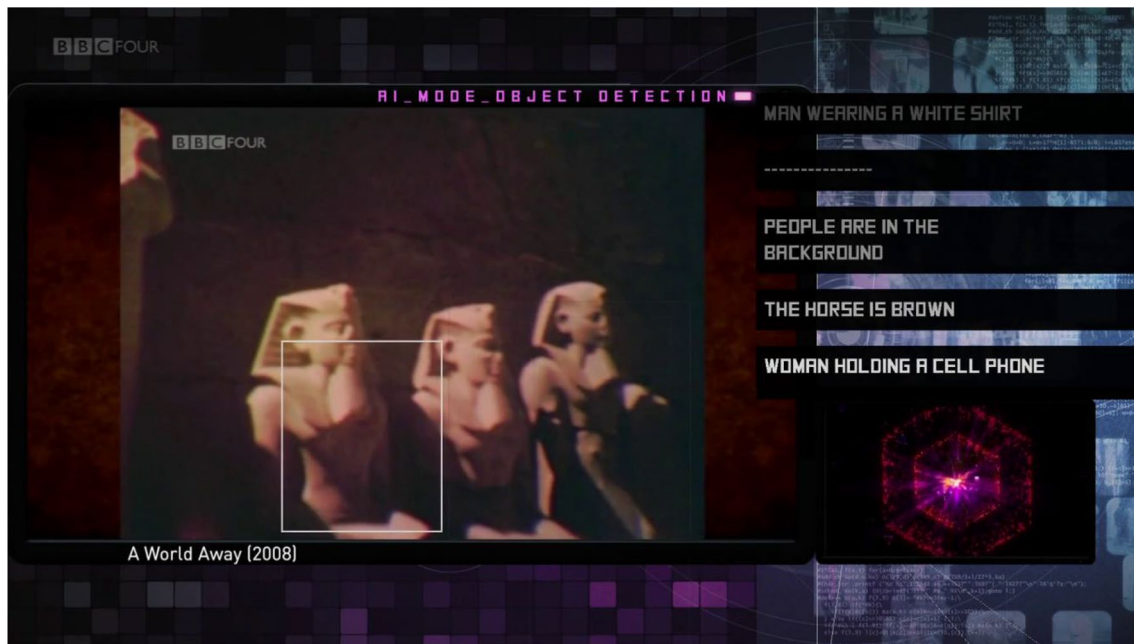 BBC FOUR
AI_MODE_OBJECT DETECTION
BBC FOUR
MAN WEARING A WHITE SHIRT
---------------
PEOPLE ARE IN THE
BACKGROUND
THE HORSE IS BROWN
WOMAN HOLDING A CELL PHONE
A World Away (2008)